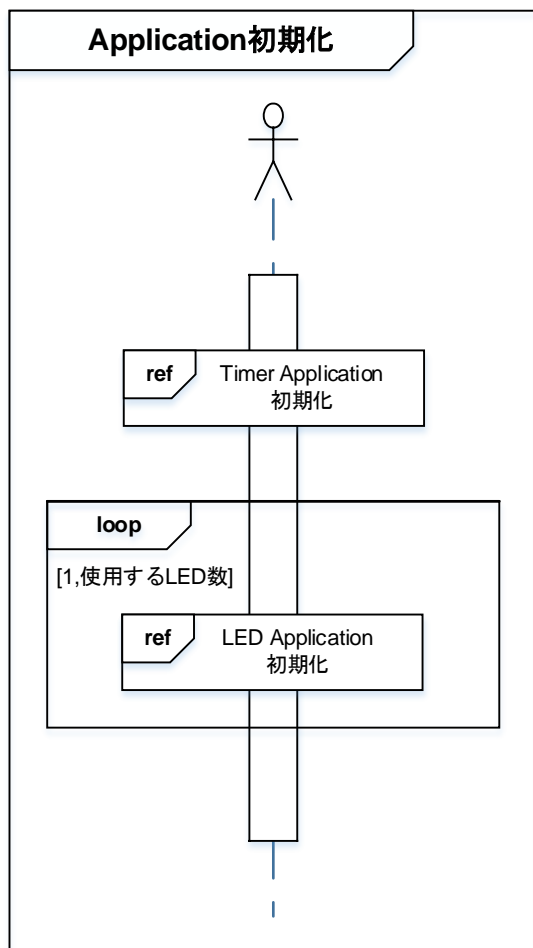 Application初期化
ref
Timer Application
初期化
loop
[1,使用するLED数]
ref
LED Application
初期化